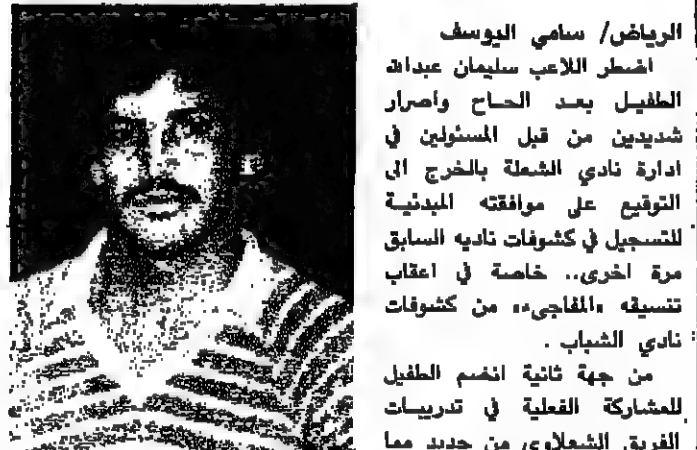 الرياض/ سامي اليوسف
اضطر اللاعب سليمان عبدالله
الطفيل بعد الحاح واصرار
شديدين من قبل المسئولين في
ادارة نادي الشعلة بالخرج الى
التوقيع على موافقته المبدئية
للتسجيل في كشوفات ناديه السابق
مرة اخرى.. خاصة في اعقاب
تنسيقه «المفاجىء» من كشوفات
نادي الشباب .
من جهة ثانية انضم الطفيل
للمشاركة الفعلية في تدريبات
الفريق الشعلاوي من جديد مما